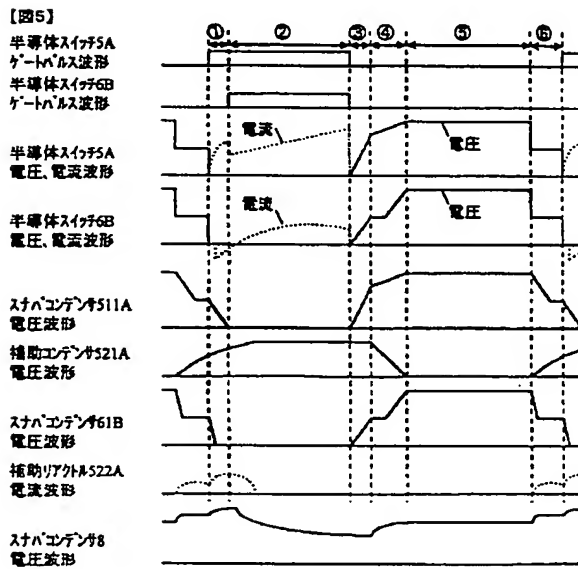 【図5】
① ② ③ ④ ⑤ ⑥
半導体スイッチ5A
ゲートパルス波形
半導体スイッチ6B
ゲートパルス波形
電流 電圧
半導体スイッチ5A
電圧、電流波形
電流 電圧
半導体スイッチ6B
電圧、電流波形
スナバコンデンサ511A
電圧波形
補助コンデンサ521A
電圧波形
スナバコンデンサ61B
電圧波形
補助リアクトル522A
電流波形
スナバコンデンサ8
電圧波形